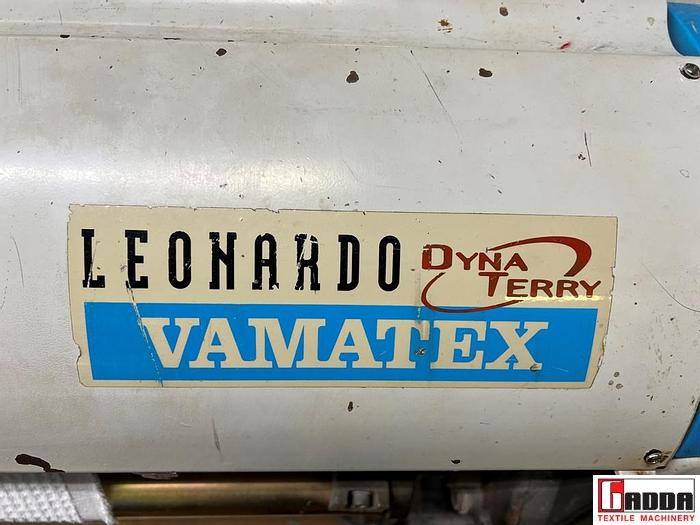 LEONARDO
DYNA
TERRY
VAMATEX
GADDA
TEXTILE MACHINERY